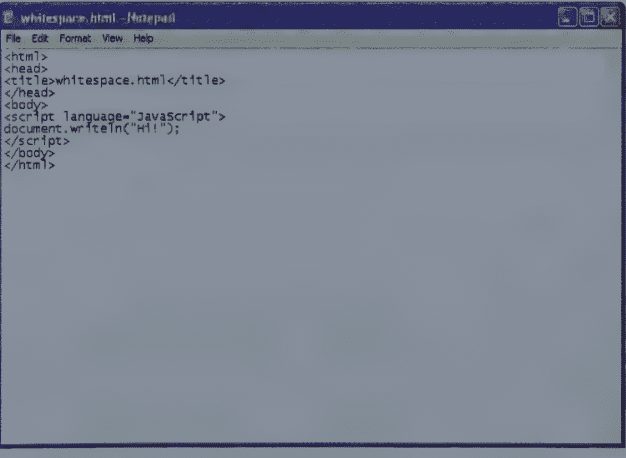 whitespace.html - Notepad
File Edit Format View Help
<html>
<head>
<title>whitespace.html</title>
</head>
<body>
<script language="JavaScript">
document.writeln("Hi!");
</script>
</body>
</html>